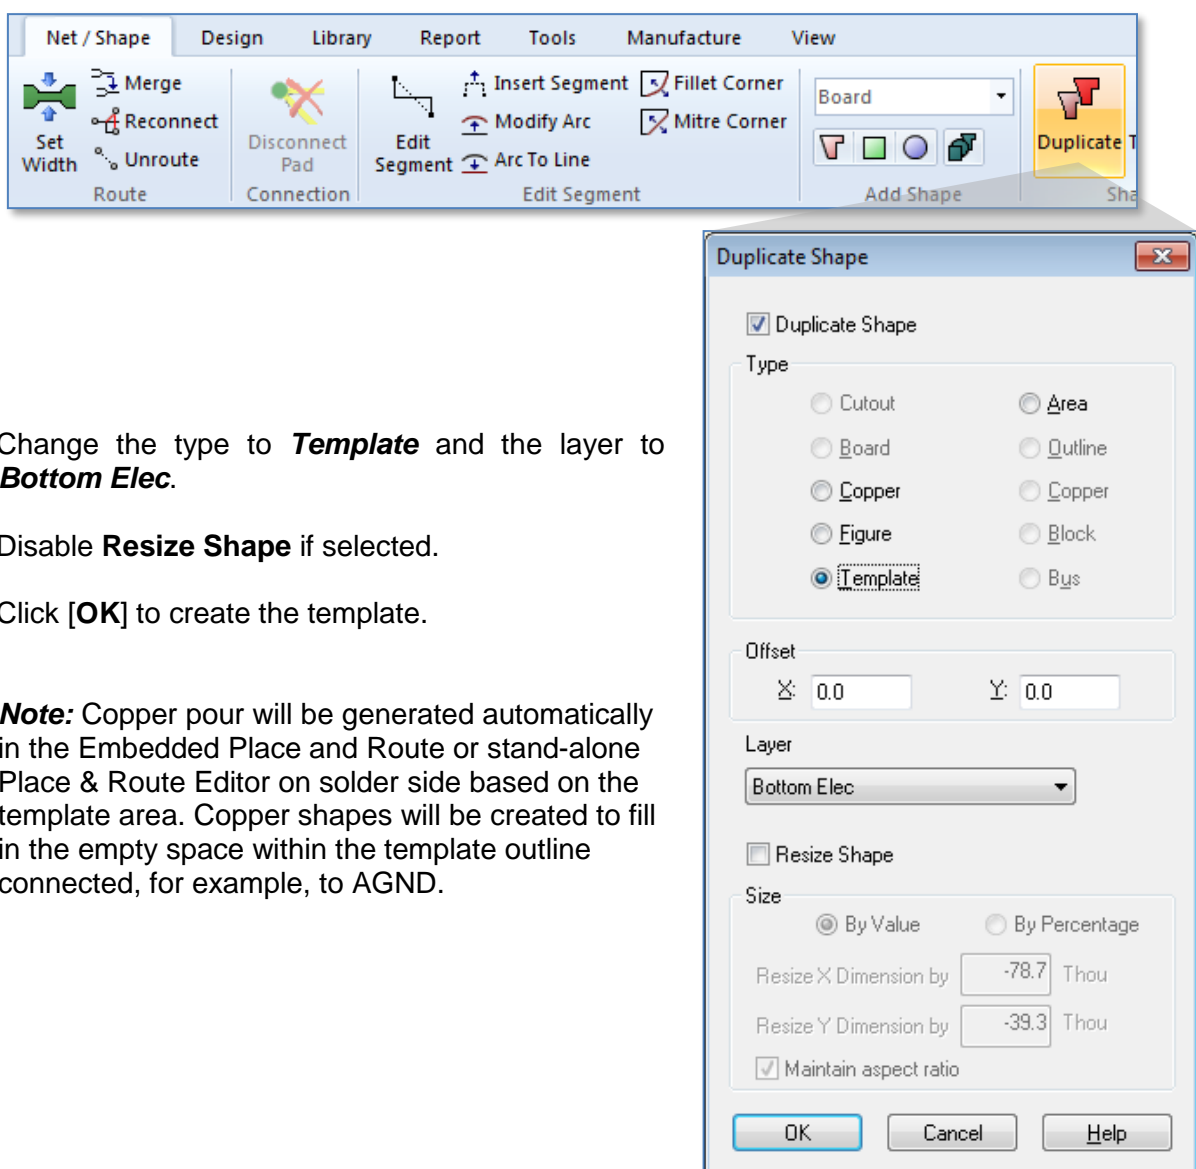 Net / Shape Design Library Report Tools Manufacture View
Set Width
Merge
Reconnect
Unroute
Route
Disconnect Pad
Connection
Edit Segment
Insert Segment
Modify Arc
Arc To Line
Fillet Corner
Mitre Corner
Edit Segment
Board
Add Shape
Duplicate T
Sha
Change the type to Template and the layer to
Bottom Elec.
Disable Resize Shape if selected.
Click [OK] to create the template.
Note: Copper pour will be generated automatically
in the Embedded Place and Route or stand-alone
Place & Route Editor on solder side based on the
template area. Copper shapes will be created to fill
in the empty space within the template outline
connected, for example, to AGND.
Duplicate Shape
Duplicate Shape
Type
Cutout Area
Board Outline
Copper Copper
Figure Block
Template Bus
Offset
X: 0.0 Y: 0.0
Layer
Bottom Elec
Resize Shape
Size
By Value By Percentage
Resize X Dimension by -78.7 Thou
Resize Y Dimension by -39.3 Thou
Maintain aspect ratio
OK Cancel Help